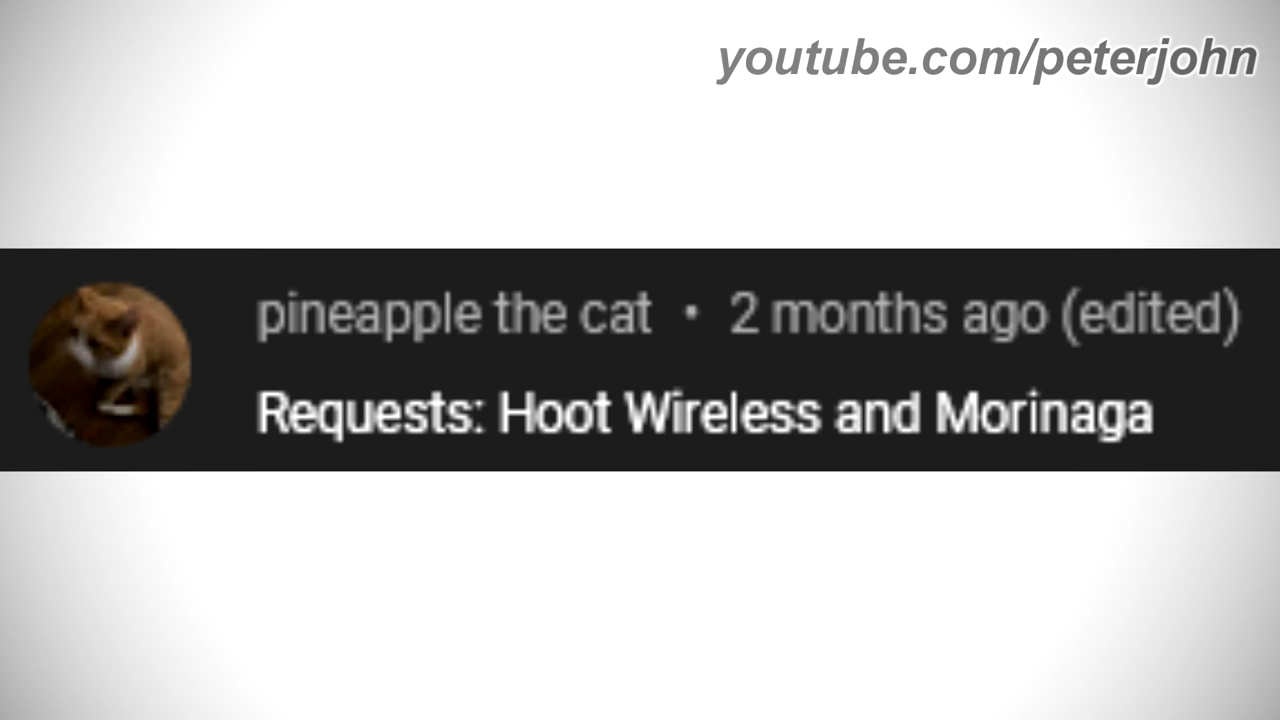 youtube.com/peterjohn
pineapple the cat • 2 months ago (edited)
Requests: Hoot Wireless and Morinaga